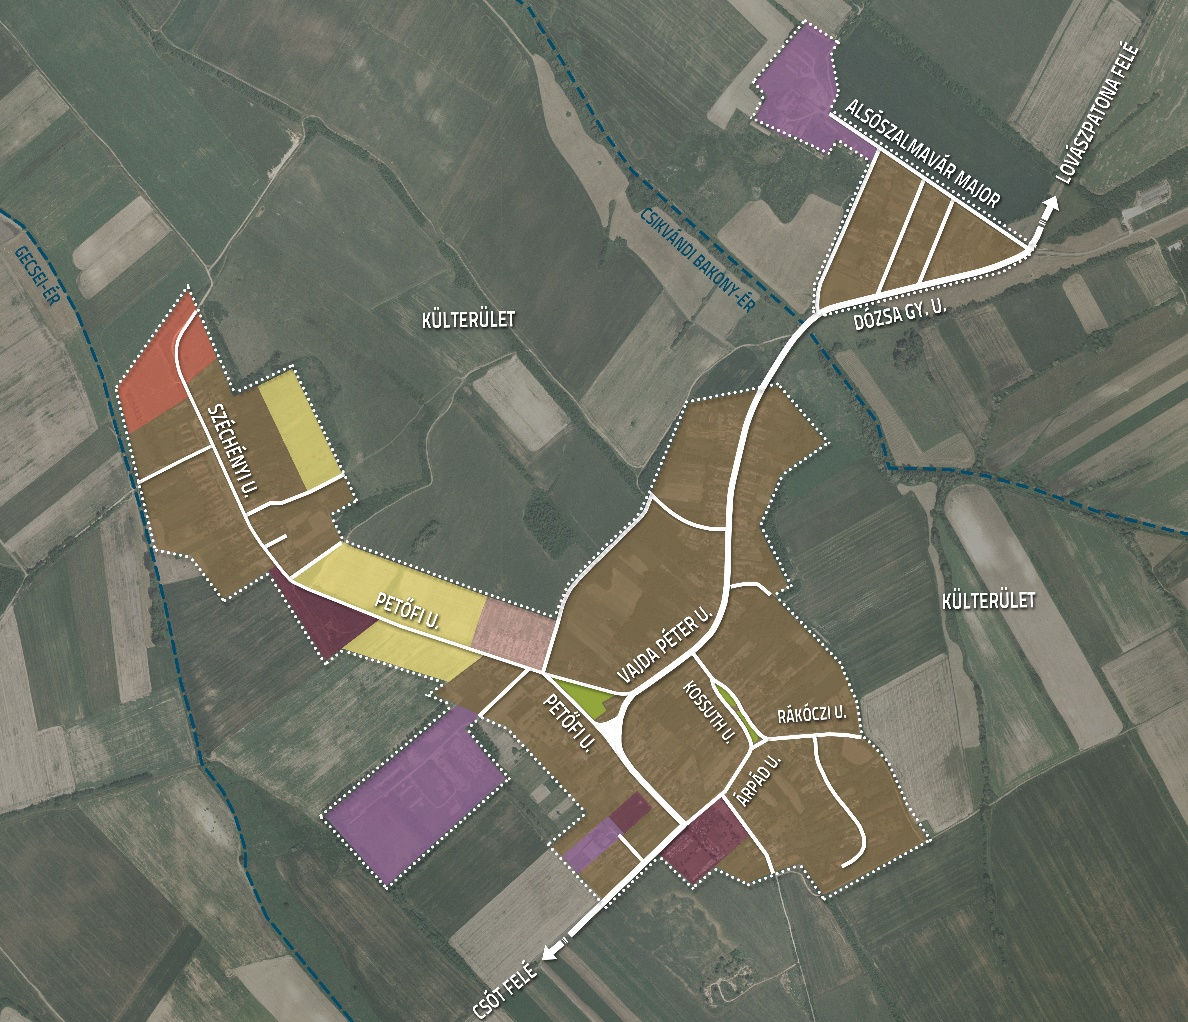 ALSÓSZALMAVÁR MAJOR
LOVÁSZPATONA FELÉ
CSIKVÁNDI BAKONY-ÉR
GECSEI-ÉR
KÜLTERÜLET
DÓZSA GY. U.
SZÉCHÉNYI U.
PETŐFI U.
VAJDA PÉTER U.
KÜLTERÜLET
KOSSUTH U.
PETŐFI U.
RÁKÓCZI U.
ÁRPÁD U.
CSÓT FELÉ